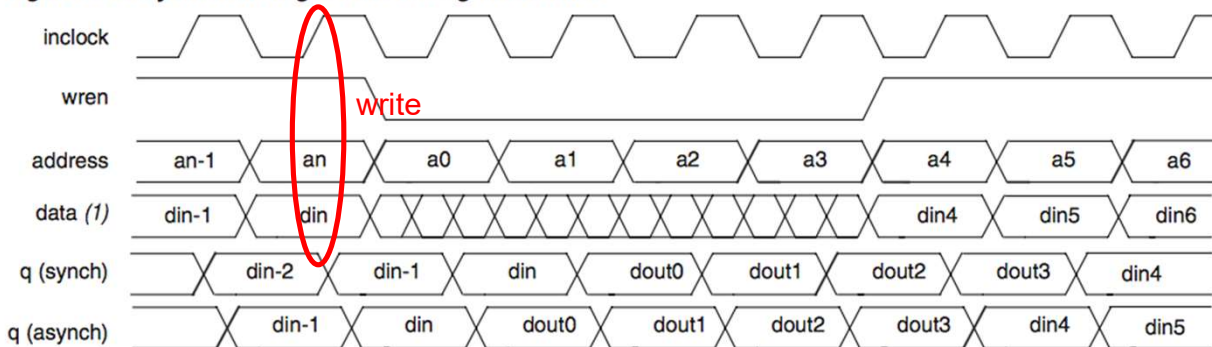 inclock
wren write
address an-1 an a0 a1 a2 a3 a4 a5 a6
data (1) din-1 din din4 din5 din6
q (synch) din-2 din-1 din dout0 dout1 dout2 dout3 din4
q (asynch) din-1 din dout0 dout1 dout2 dout3 din4 din5